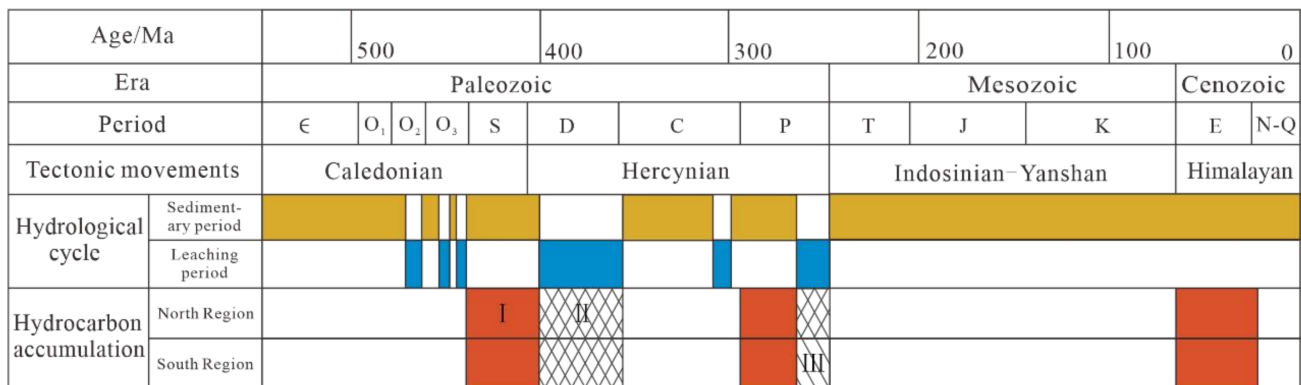 Age/Ma 500 400 300 200 100 0
Era Paleozoic Mesozoic Cenozoic
Period ϵ O₁ O₂ O₃ S D C P T J K E N-Q
Tectonic movements Caledonian Hercynian Indosinian-Yanshan Himalayan
Hydrological
cycle
Sediment-
ary period
Leaching
period
Hydrocarbon
accumulation
North Region I II
South Region III